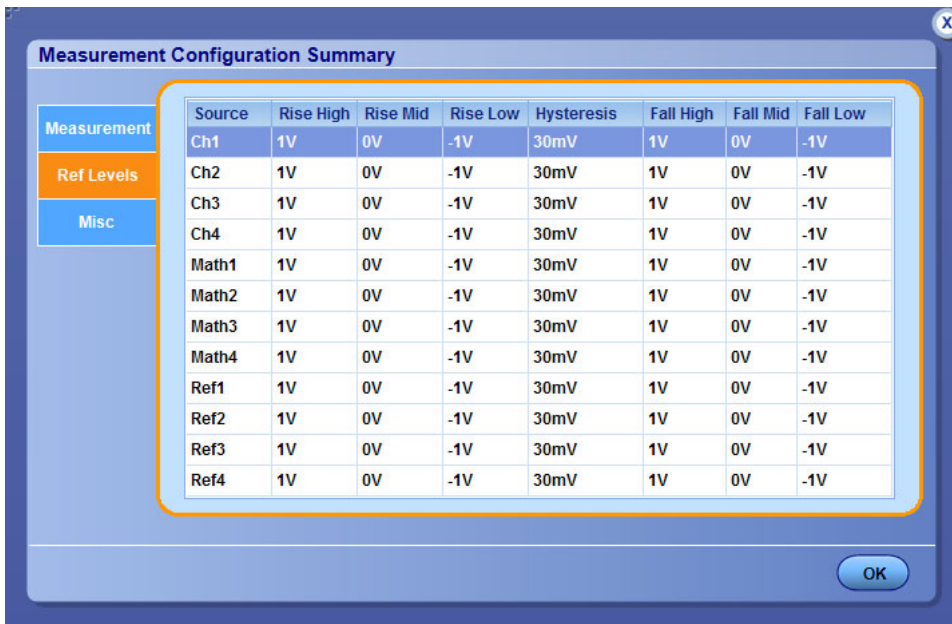 X
Measurement Configuration Summary
Measurement
Ref Levels
Misc
Source Rise High Rise Mid Rise Low Hysteresis Fall High Fall Mid Fall Low
Ch1 1V 0V -1V 30mV 1V 0V -1V
Ch2 1V 0V -1V 30mV 1V 0V -1V
Ch3 1V 0V -1V 30mV 1V 0V -1V
Ch4 1V 0V -1V 30mV 1V 0V -1V
Math1 1V 0V -1V 30mV 1V 0V -1V
Math2 1V 0V -1V 30mV 1V 0V -1V
Math3 1V 0V -1V 30mV 1V 0V -1V
Math4 1V 0V -1V 30mV 1V 0V -1V
Ref1 1V 0V -1V 30mV 1V 0V -1V
Ref2 1V 0V -1V 30mV 1V 0V -1V
Ref3 1V 0V -1V 30mV 1V 0V -1V
Ref4 1V 0V -1V 30mV 1V 0V -1V
OK